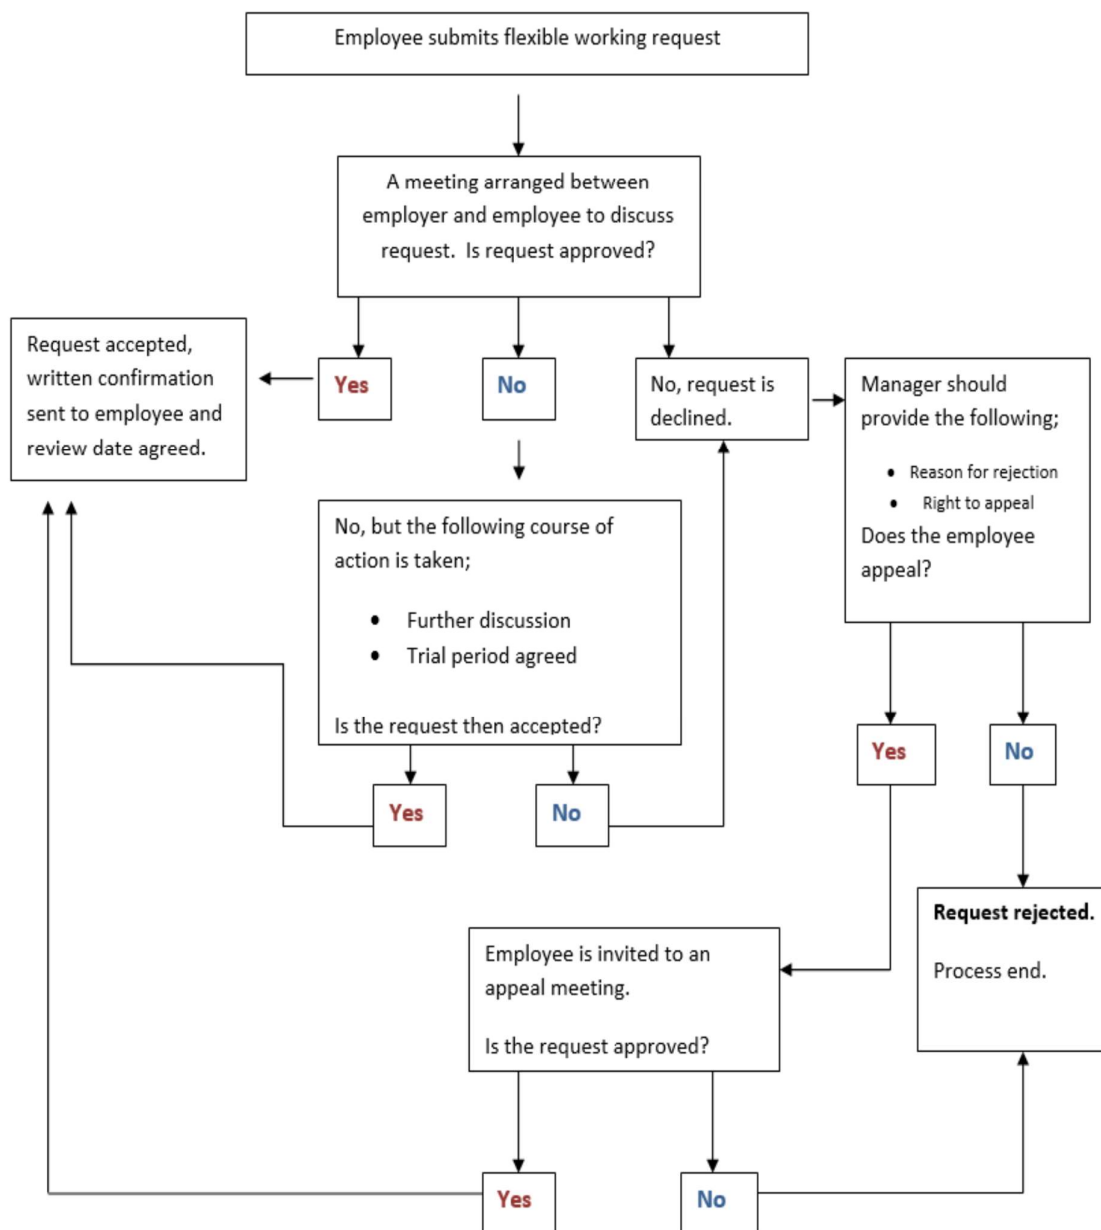 Employee submits flexible working request
A meeting arranged between
employer and employee to discuss
request.  Is request approved?
Request accepted,
written confirmation
sent to employee and
review date agreed.
Yes
No
No, request is
declined.
Manager should
provide the following;
• Reason for rejection
• Right to appeal
Does the employee
appeal?
No, but the following course of
action is taken;
• Further discussion
• Trial period agreed
Is the request then accepted?
Yes
No
Yes
No
Request rejected.
Process end.
Employee is invited to an
appeal meeting.
Is the request approved?
Yes
No